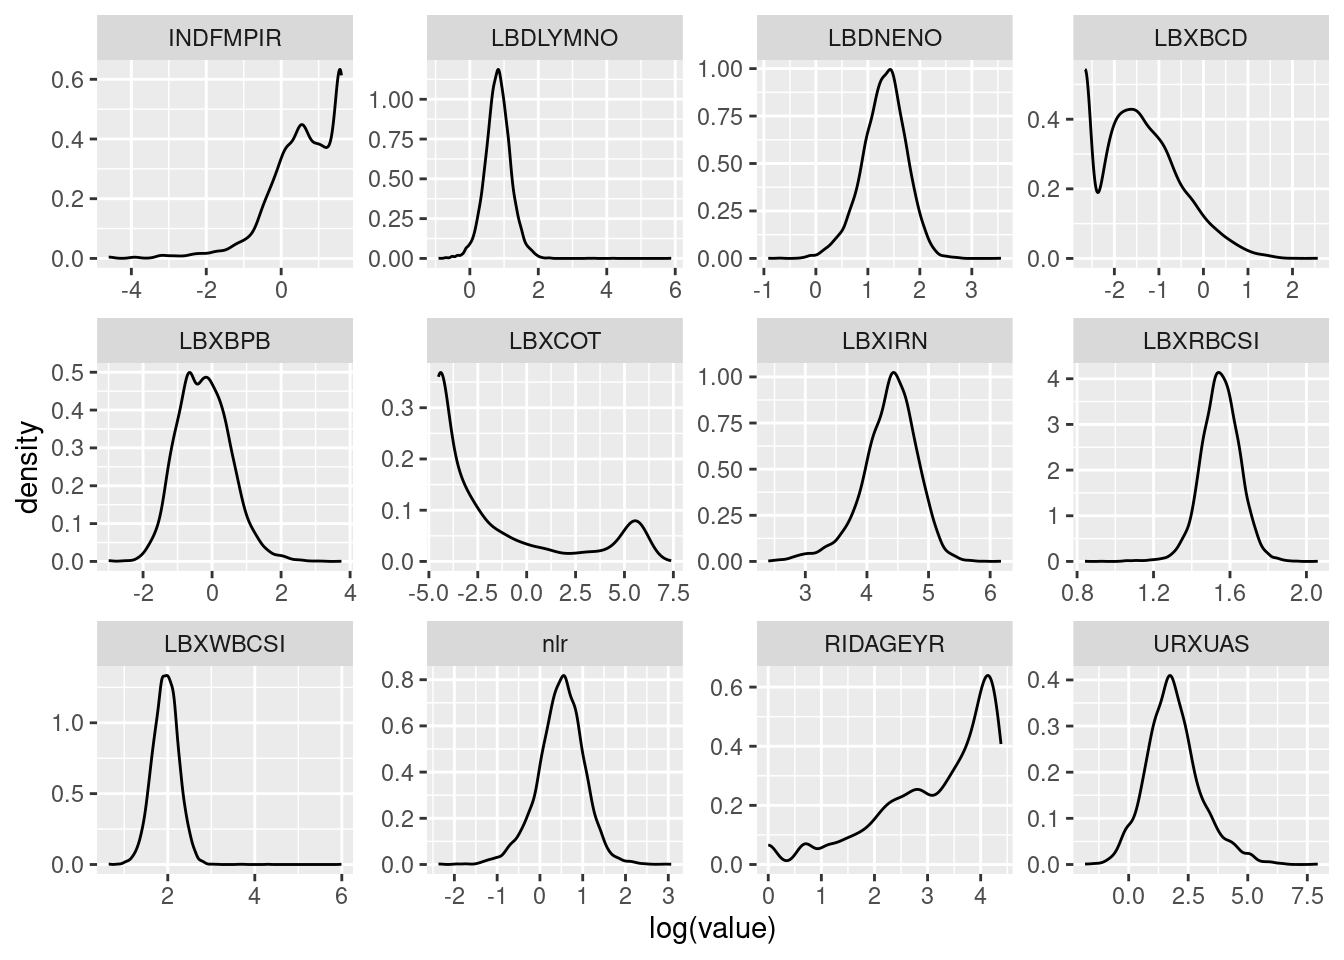 INDFMPIR LBDLYMNO LBDNENO LBXBCD
0.6 0.4 0.2 0.0
-4 -2 0
1.00 0.75 0.50 0.25 0.00
0 2 4 6
1.00 0.75 0.50 0.25 0.00
-1 0 1 2 3
0.4 0.2 0.0
-2 -1 0 1 2
density
LBXBPB LBXCOT LBXIRN LBXRBCSI
0.5 0.4 0.3 0.2 0.1 0.0
-2 0 2 4
0.3 0.2 0.1 0.0
-5.0 -2.5 0.0 2.5 5.0 7.5
1.00 0.75 0.50 0.25 0.00
3 4 5 6
4 3 2 1 0
0.8 1.2 1.6 2.0
LBXWBCSI nlr RIDAGEYR URXUAS
1.0 0.5 0.0
2 4 6
0.8 0.6 0.4 0.2 0.0
-2 -1 0 1 2 3
0.6 0.4 0.2 0.0
0 1 2 3 4
0.4 0.3 0.2 0.1 0.0
0.0 2.5 5.0 7.5
log(value)